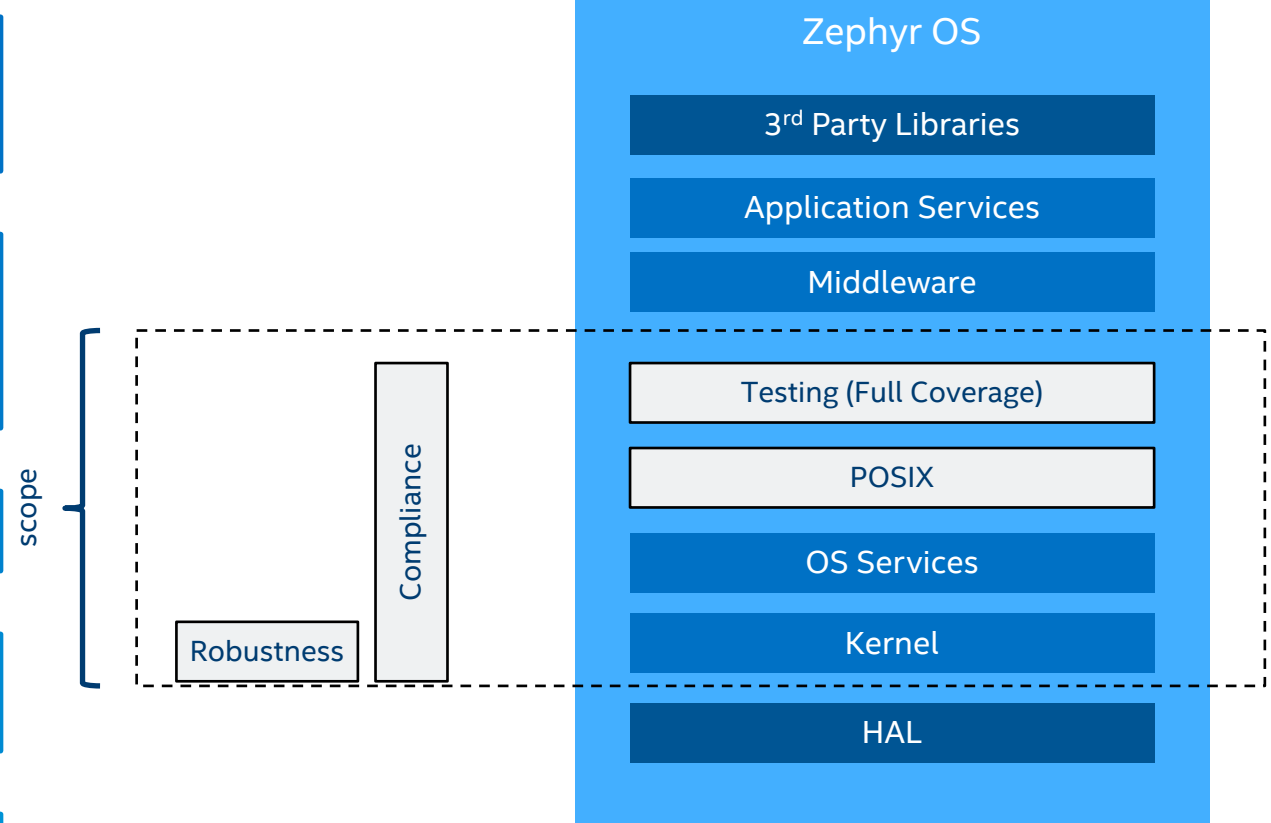 Zephyr OS
3rd Party Libraries
Application Services
Middleware
scope
Robustness
Compliance
Testing (Full Coverage)
POSIX
OS Services
Kernel
HAL